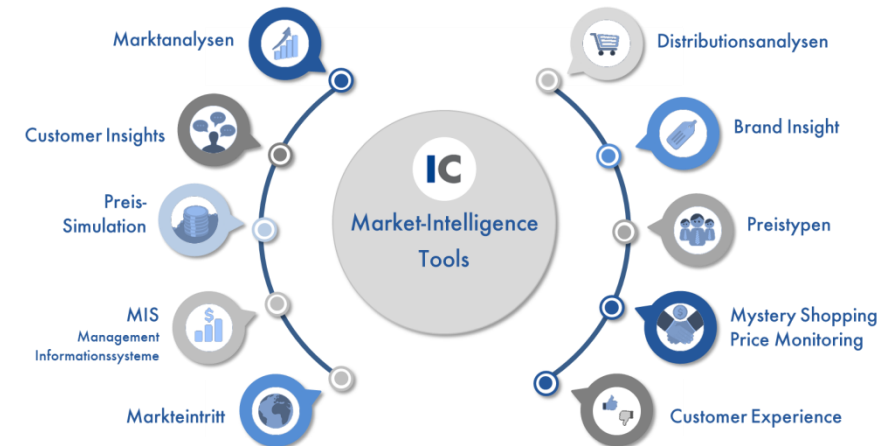 Marktanalysen
Customer Insights
Preis-
Simulation
MIS
Management
Informationssysteme
Markteintritt
IC
Market-Intelligence
Tools
$
Distributionsanalysen
Brand Insight
Preistypen
$
Mystery Shopping
Price Monitoring
Customer Experience